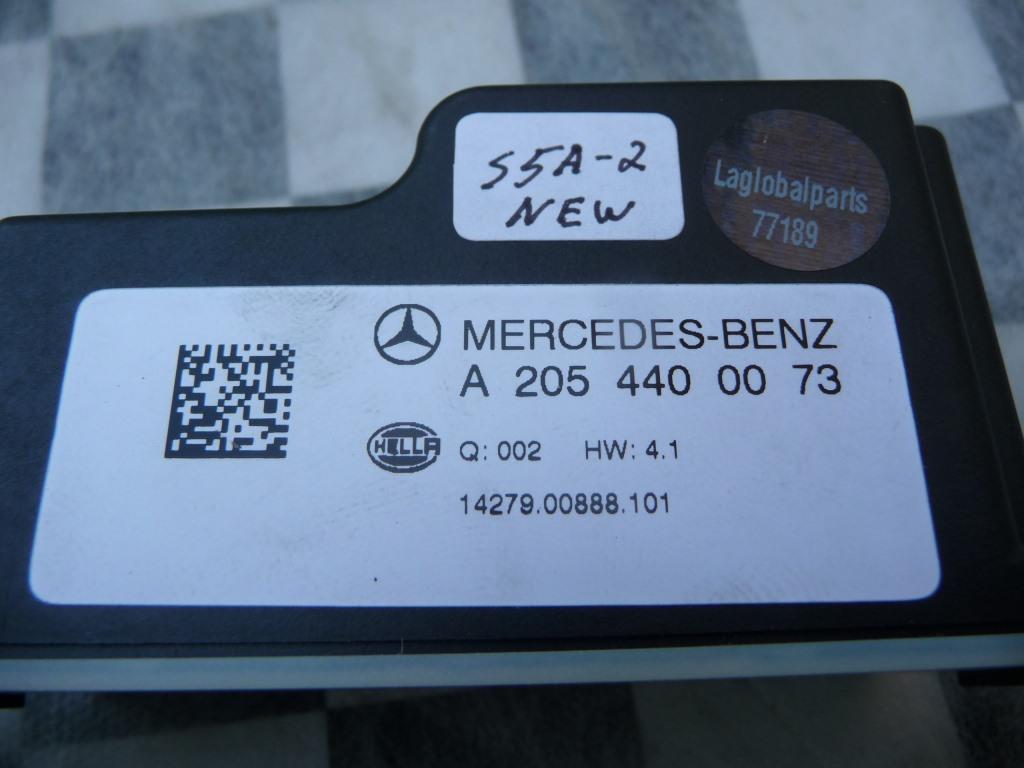 S5A-2
NEW
Laglobalparts
77189
MERCEDES-BENZ
A 205 440 00 73
HELLA
Q: 002 HW: 4.1
14279.00888.101